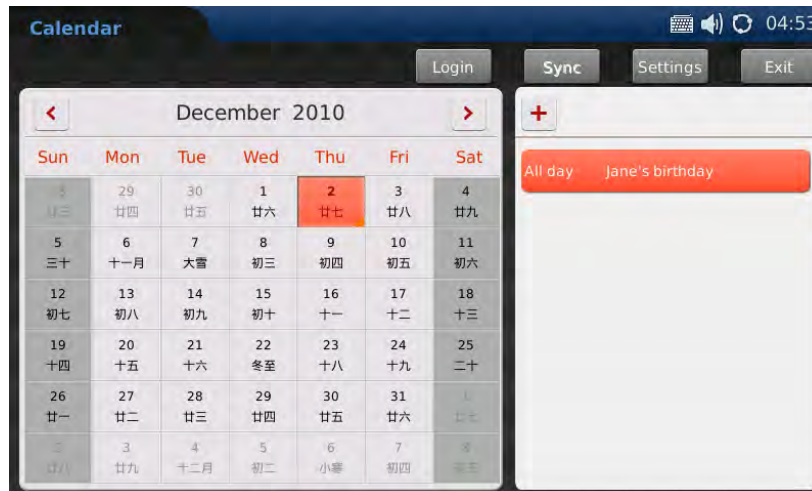 Calendar 04:53
Login Sync Settings Exit
December 2010
Sun Mon Tue Wed Thu Fri Sat
29 30 1 2 3 4
廿四 廿五 廿六 廿七 廿八 廿九
5 6 7 8 9 10 11
三十 十一月 大雪 初三 初四 初五 初六
12 13 14 15 16 17 18
初七 初八 初九 初十 十一 十二 十三
19 20 21 22 23 24 25
十四 十五 十六 冬至 十八 十九 二十
26 27 28 29 30 31
廿一 廿二 廿三 廿四 廿五 廿六
3 4 5 6 7
廿九 十二月 初二 小寒 初四
All day Jane's birthday